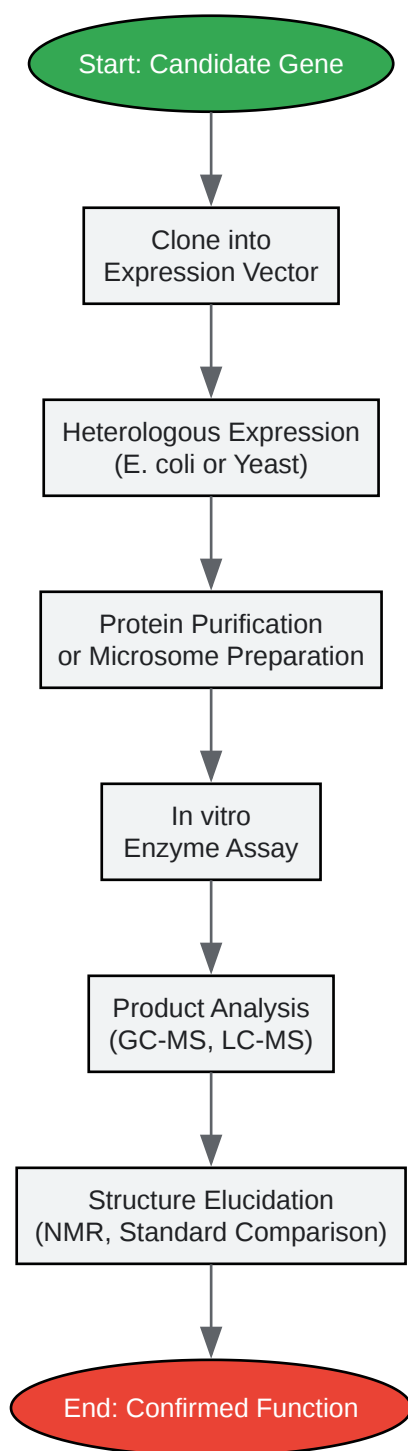 Start: Candidate Gene
Clone into
Expression Vector
Heterologous Expression
(E. coli or Yeast)
Protein Purification
or Microsome Preparation
In vitro
Enzyme Assay
Product Analysis
(GC-MS, LC-MS)
Structure Elucidation
(NMR, Standard Comparison)
End: Confirmed Function